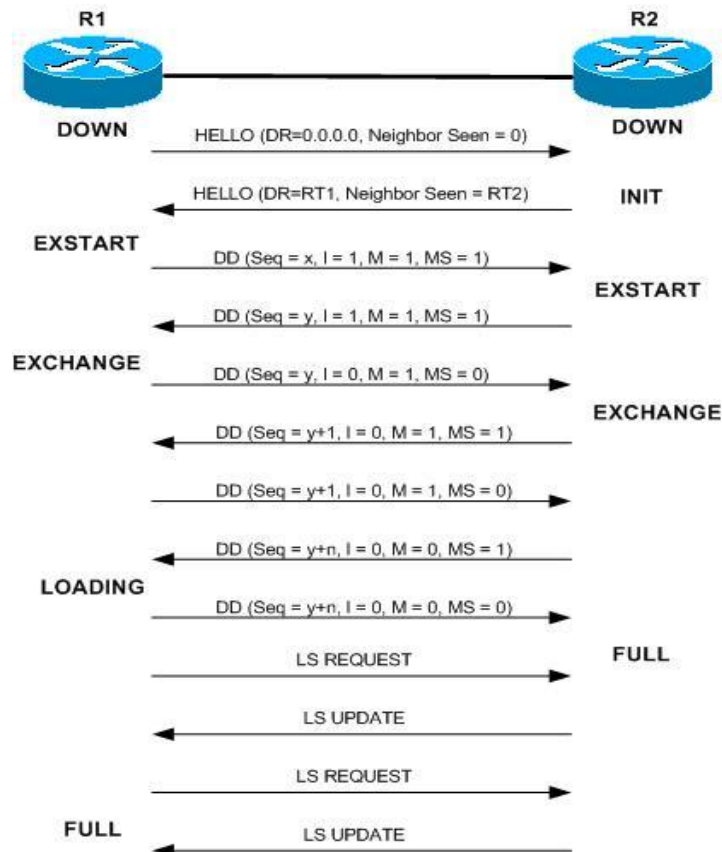 R1
R2
DOWN
DOWN
HELLO (DR=0.0.0.0, Neighbor Seen = 0)
HELLO (DR=RT1, Neighbor Seen = RT2)
INIT
EXSTART
DD (Seq = x, I = 1, M = 1, MS = 1)
EXSTART
DD (Seq = y, I = 1, M = 1, MS = 1)
EXCHANGE
DD (Seq = y, I = 0, M = 1, MS = 0)
EXCHANGE
DD (Seq = y+1, I = 0, M = 1, MS = 1)
DD (Seq = y+1, I = 0, M = 1, MS = 0)
DD (Seq = y+n, I = 0, M = 0, MS = 1)
LOADING
DD (Seq = y+n, I = 0, M = 0, MS = 0)
LS REQUEST
FULL
LS UPDATE
LS REQUEST
FULL
LS UPDATE